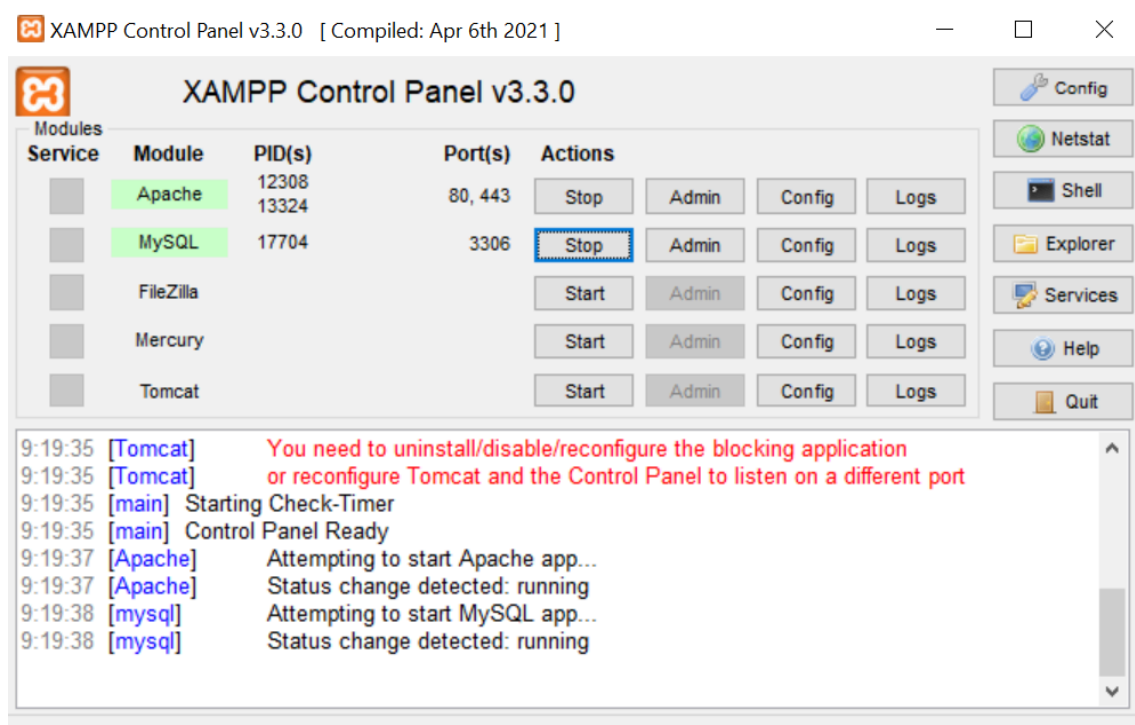 XAMPP Control Panel v3.3.0 [ Compiled: Apr 6th 2021 ]
XAMPP Control Panel v3.3.0
Config
Modules
Netstat
Service Module PID(s) Port(s) Actions
Apache 12308 13324 80, 443 Stop Admin Config Logs
Shell
MySQL 17704 3306 Stop Admin Config Logs
Explorer
FileZilla Start Admin Config Logs
Services
Mercury Start Admin Config Logs
Help
Tomcat Start Admin Config Logs
Quit
9:19:35 [Tomcat] You need to uninstall/disable/reconfigure the blocking application
9:19:35 [Tomcat] or reconfigure Tomcat and the Control Panel to listen on a different port
9:19:35 [main] Starting Check-Timer
9:19:35 [main] Control Panel Ready
9:19:37 [Apache] Attempting to start Apache app...
9:19:37 [Apache] Status change detected: running
9:19:38 [mysql] Attempting to start MySQL app...
9:19:38 [mysql] Status change detected: running